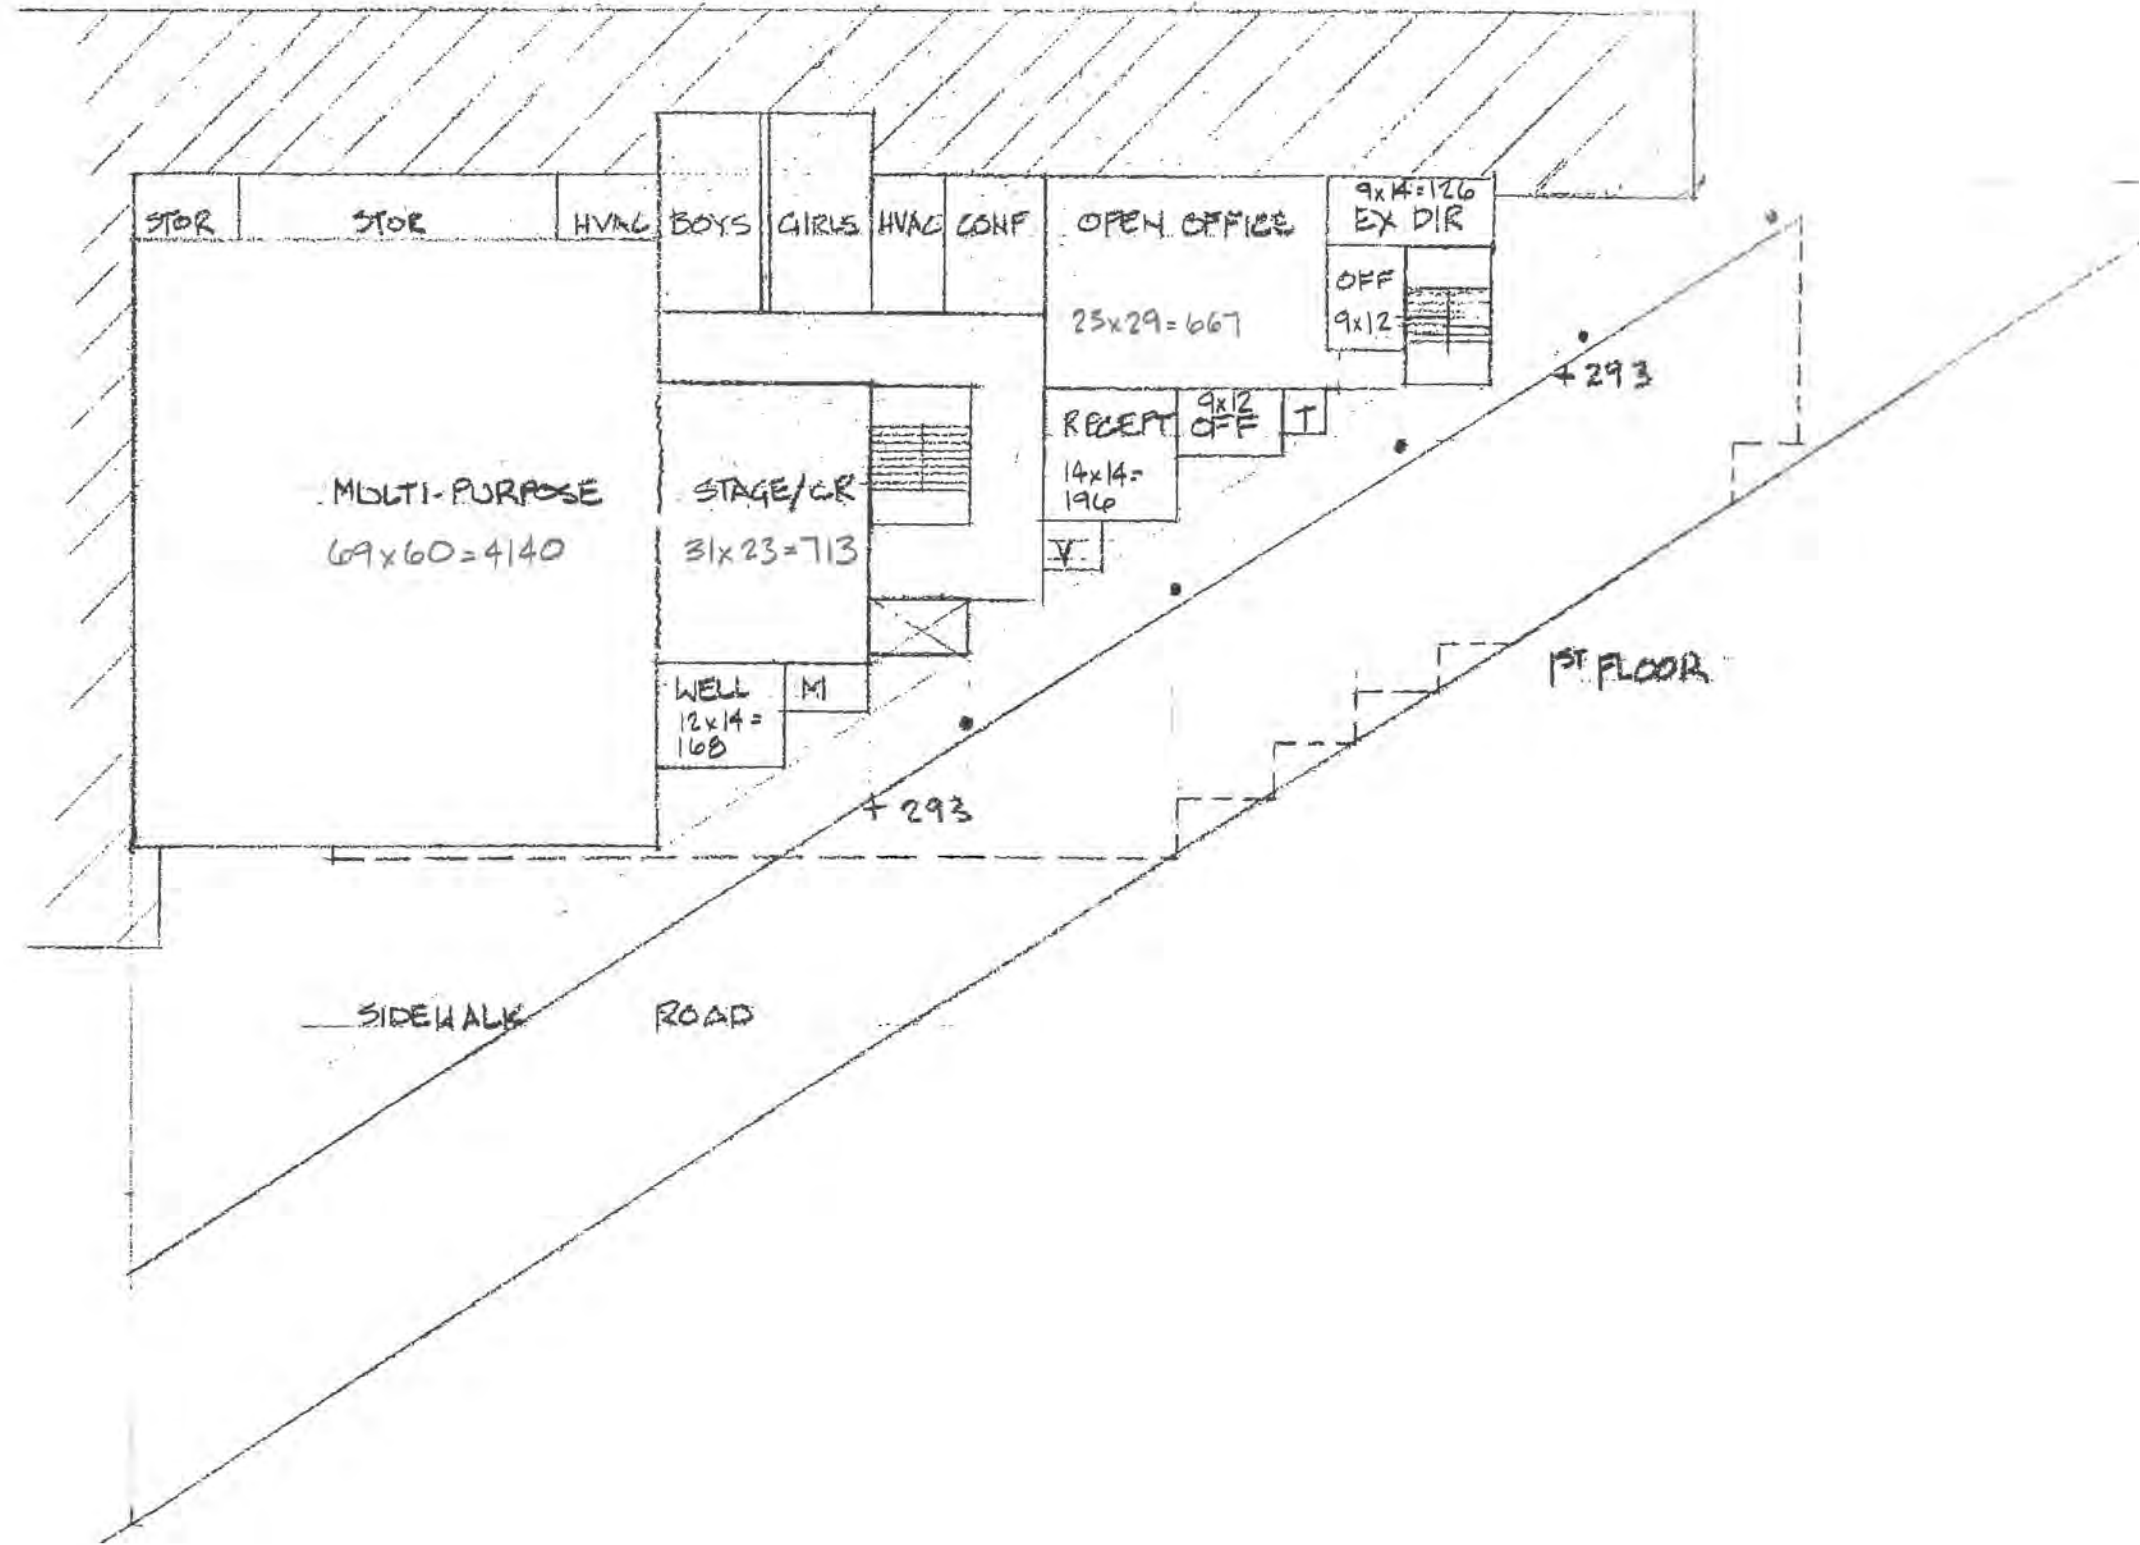 STOR
STOR
HVAC
BOYS
GIRLS
HVAC
CONF
OPEN OFFICE
23x29=667
9x14=126
EX DIR
OFF
9x12
+293
RECEPT
14x14=
196
9x12
OFF
T
V
MULTI-PURPOSE
69x60=4140
STAGE/CR
31x23=713
WELL
12x14=
168
M
+293
1ST FLOOR
SIDEWALK
ROAD